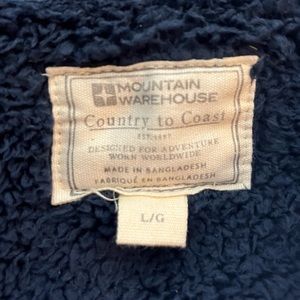 MOUNTAIN
WAREHOUSE
Country to Coast
EST. 1997
DESIGNED FOR ADVENTURE
WORN WORLDWIDE
MADE IN BANGLADESH
FABRIQUÉ EN BANGLADESH
L/G